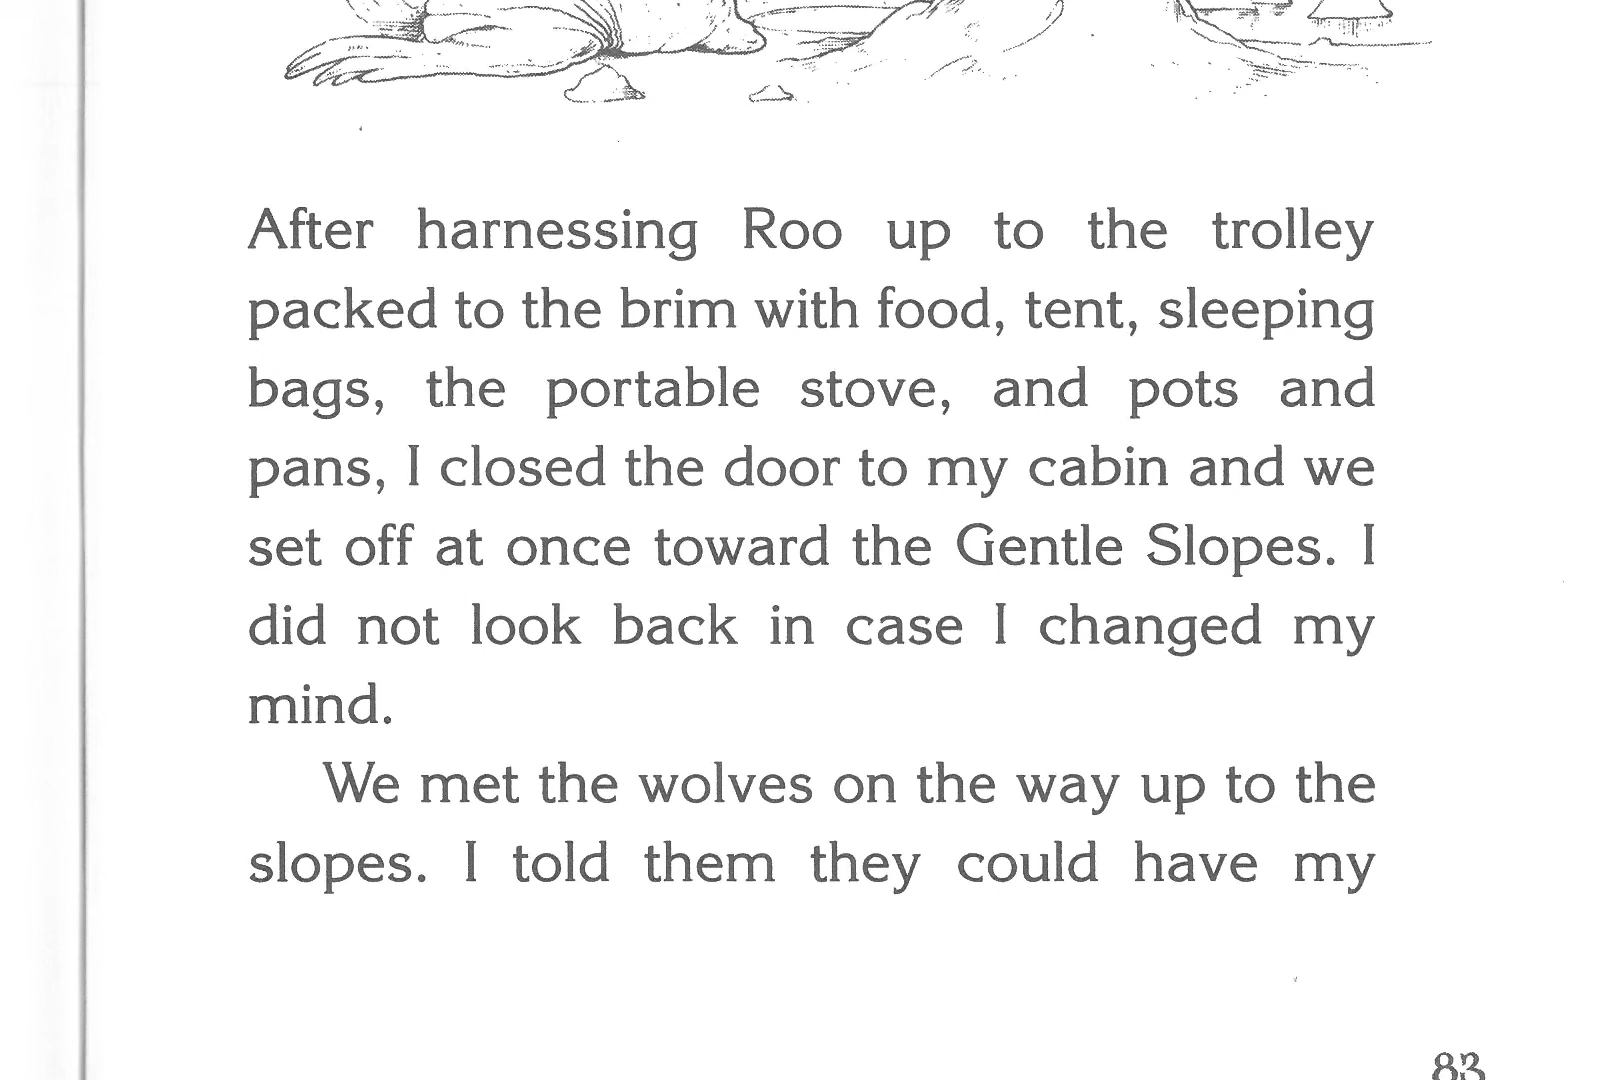 After harnessing Roo up to the trolley
packed to the brim with food, tent, sleeping
bags, the portable stove, and pots and
pans, I closed the door to my cabin and we
set off at once toward the Gentle Slopes. I
did not look back in case I changed my
mind.
We met the wolves on the way up to the
slopes. I told them they could have my
83